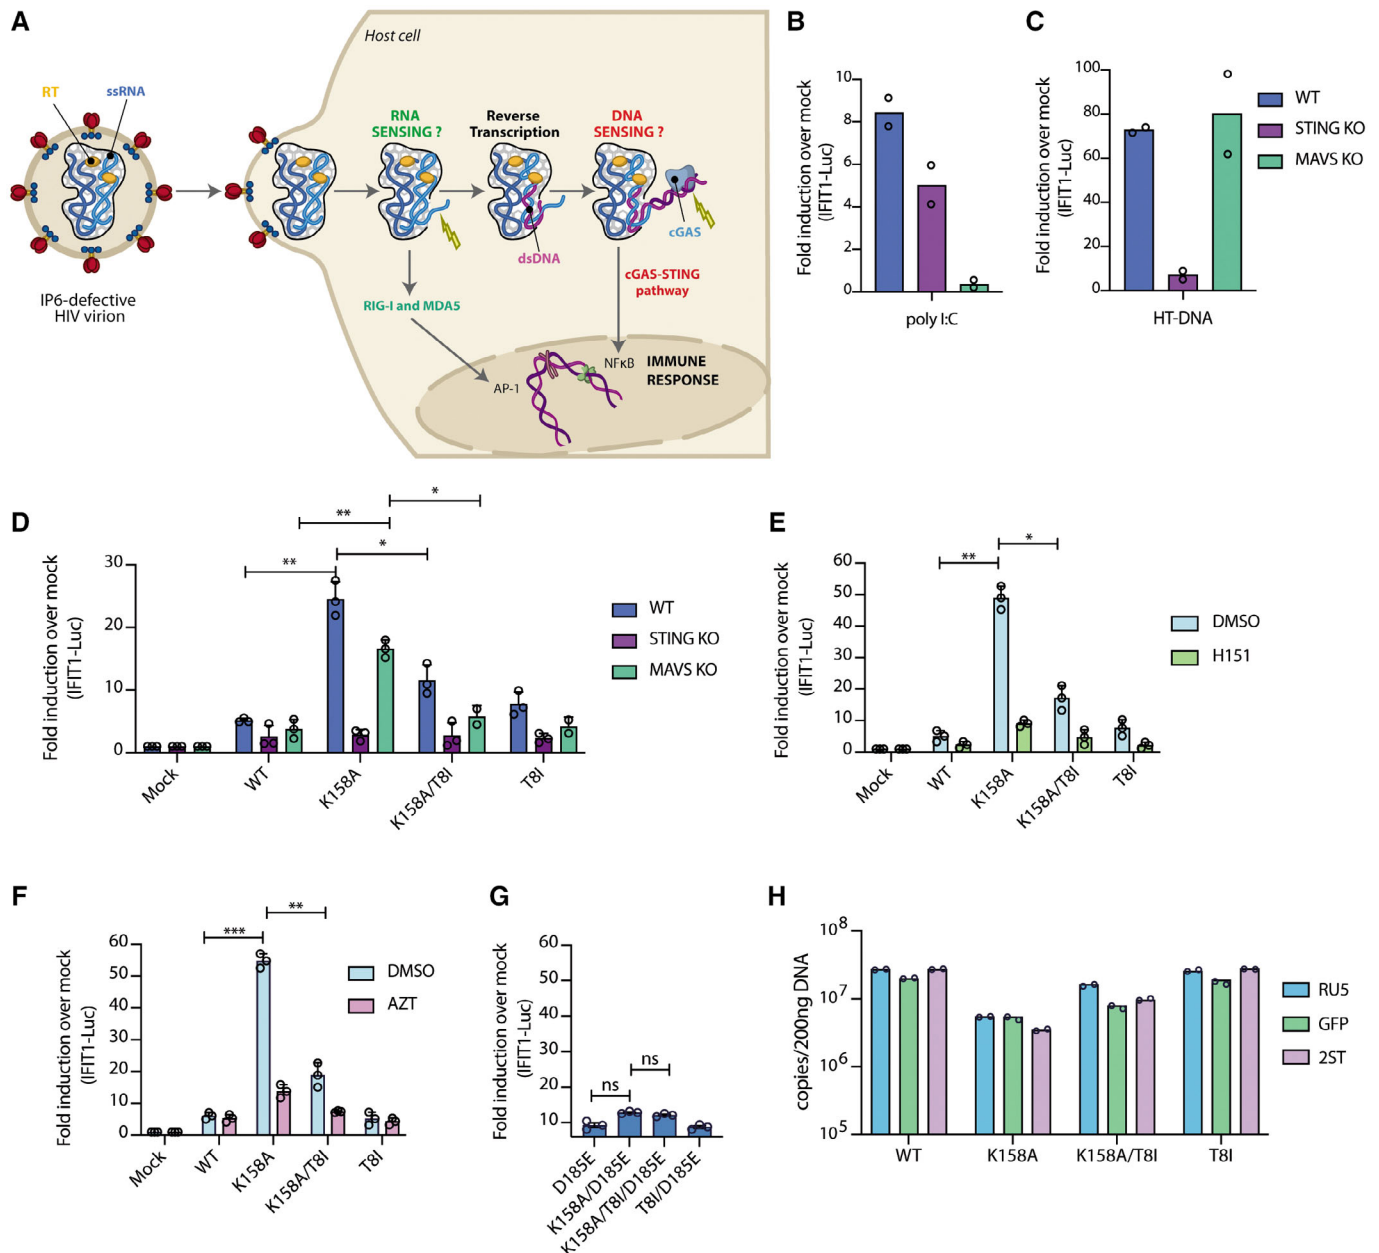 A
Host cell
RT
ssRNA
RNA
SENSING ?
Reverse
Transcription
DNA
SENSING ?
cGAS
dsDNA
IP6-defective
HIV virion
RIG-I and MDA5
cGAS-STING
pathway
AP-1
NFκB
IMMUNE
RESPONSE
B
Fold induction over mock
(IFIT1-Luc)
10
8
6
4
2
0
poly I:C
C
Fold induction over mock
(IFIT1-Luc)
100
80
60
40
20
0
HT-DNA
WT
STING KO
MAVS KO
D
Fold induction over mock
(IFIT1-Luc)
30
20
10
0
**
**
*
*
Mock
WT
K158A
K158A/T8I
T8I
WT
STING KO
MAVS KO
E
Fold induction over mock
(IFIT1-Luc)
60
50
40
30
20
10
0
**
*
Mock
WT
K158A
K158A/T8I
T8I
DMSO
H151
F
Fold induction over mock
(IFIT1-Luc)
60
50
40
30
20
10
0
***
**
Mock
WT
K158A
K158A/T8I
T8I
DMSO
AZT
G
Fold induction over mock
(IFIT1-Luc)
60
50
40
30
20
10
ns
ns
D185E
K158A/D185E
K158A/T8I/D185E
T8I/D185E
H
copies/200ng DNA
10⁸
10⁷
10⁶
10⁵
WT
K158A
K158A/T8I
T8I
RU5
GFP
2ST